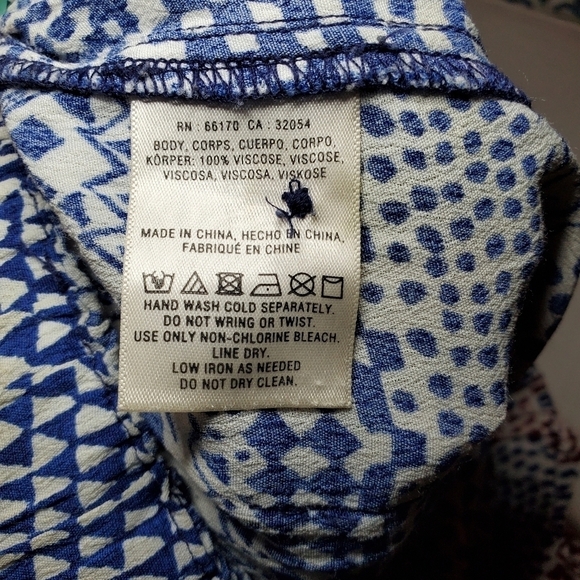 RN : 66170 CA : 32054
BODY, CORPS, CUERPO, CORPO,
KÖRPER: 100% VISCOSE, VISCOSE,
VISCOSA, VISCOSA, VISKOSE
MADE IN CHINA, HECHO EN CHINA,
FABRIQUÉ EN CHINE
HAND WASH COLD SEPARATELY.
DO NOT WRING OR TWIST.
USE ONLY NON-CHLORINE BLEACH.
LINE DRY.
LOW IRON AS NEEDED
DO NOT DRY CLEAN.